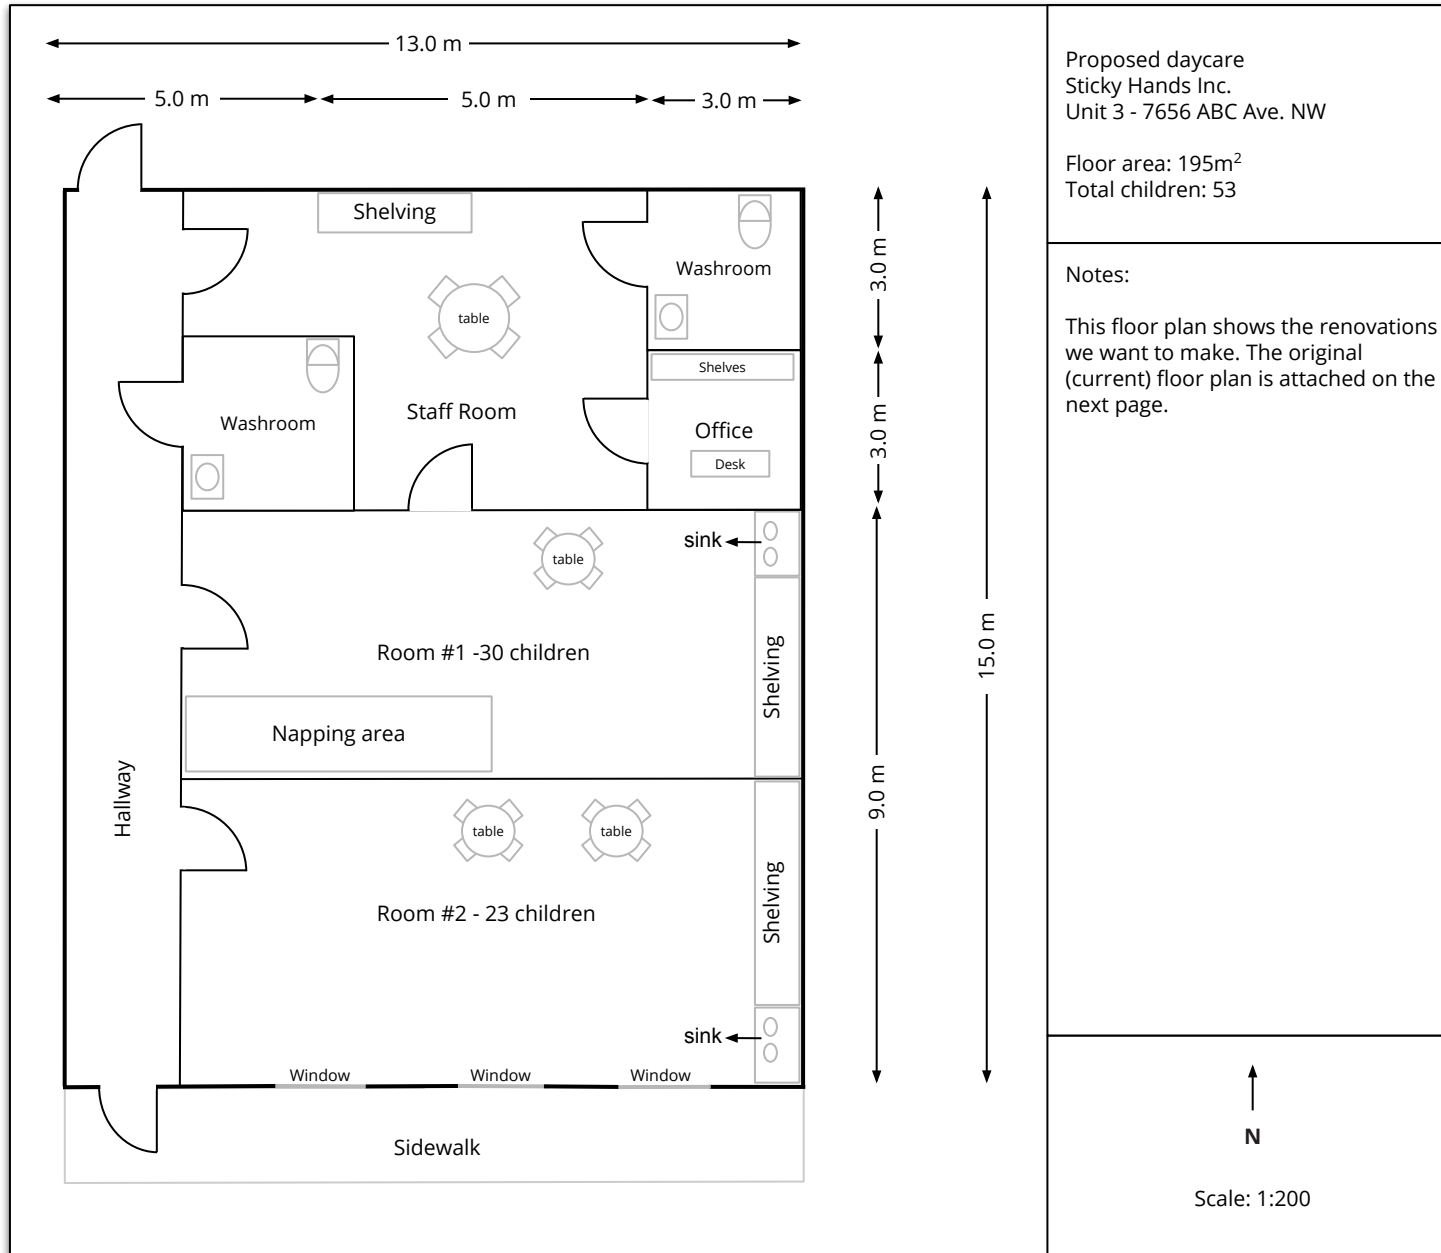 13.0 m
5.0 m
5.0 m
3.0 m
Shelving
Washroom
table
3.0 m
Shelves
Staff Room
Washroom
Office
3.0 m
Desk
sink
table
Room #1 -30 children
Shelving
15.0 m
Napping area
Hallway
9.0 m
table
table
Room #2 - 23 children
Shelving
sink
Window
Window
Window
Sidewalk
Proposed daycare
Sticky Hands Inc.
Unit 3 - 7656 ABC Ave. NW
Floor area: 195m²
Total children: 53
Notes:
This floor plan shows the renovations
we want to make. The original
(current) floor plan is attached on the
next page.
N
Scale: 1:200